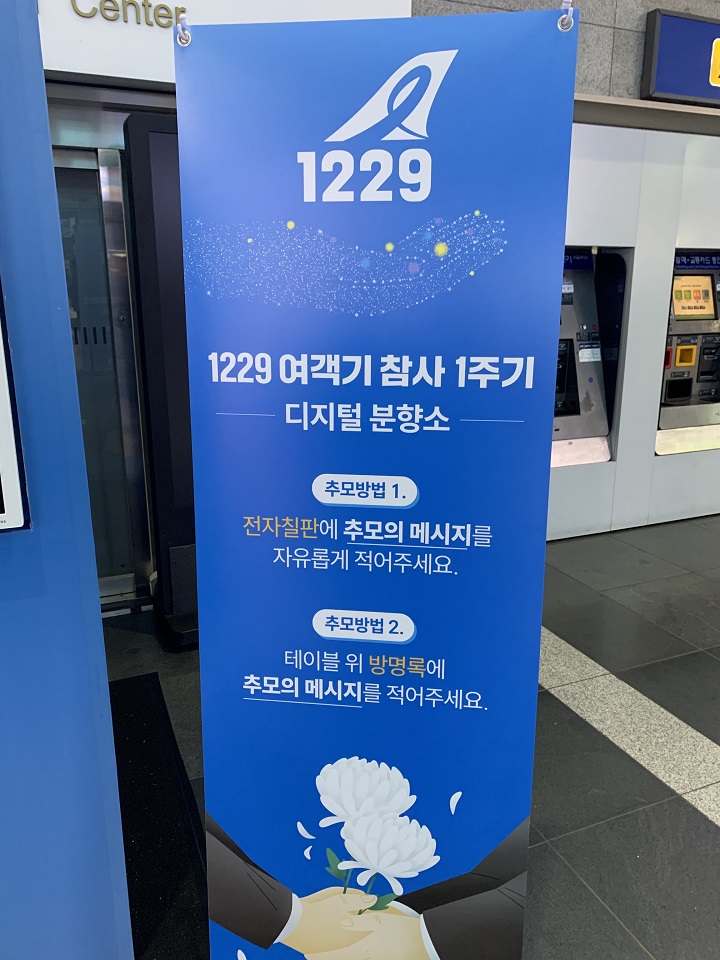 Center
1229
1229 여객기 참사 1주기
디지털 분향소
추모방법 1.
전자칠판에 추모의 메시지를
자유롭게 적어주세요.
추모방법 2.
테이블 위 방명록에
추모의 메시지를 적어주세요.